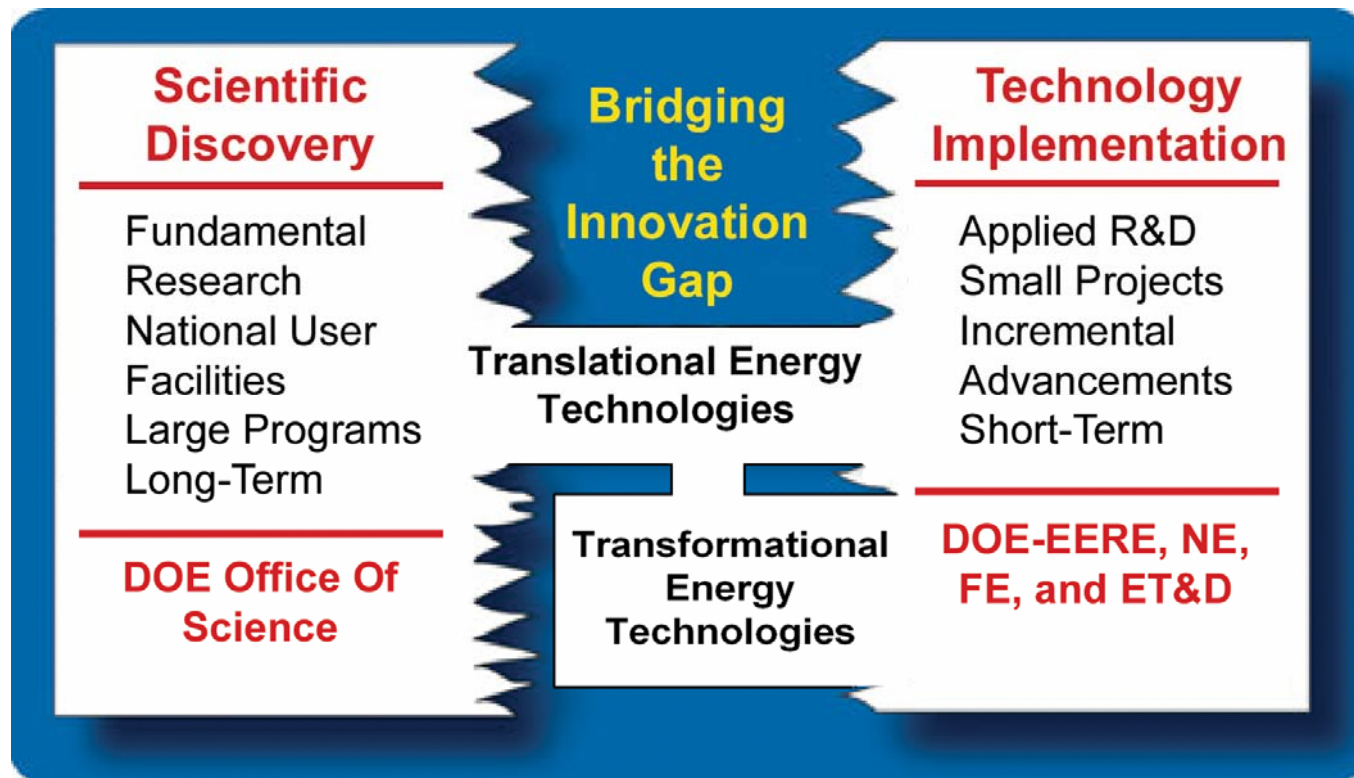 Scientific
Discovery
Fundamental
Research
National User
Facilities
Large Programs
Long-Term
DOE Office Of
Science
Bridging
the
Innovation
Gap
Translational Energy
Technologies
Transformational
Energy
Technologies
Technology
Implementation
Applied R&D
Small Projects
Incremental
Advancements
Short-Term
DOE-EERE, NE,
FE, and ET&D